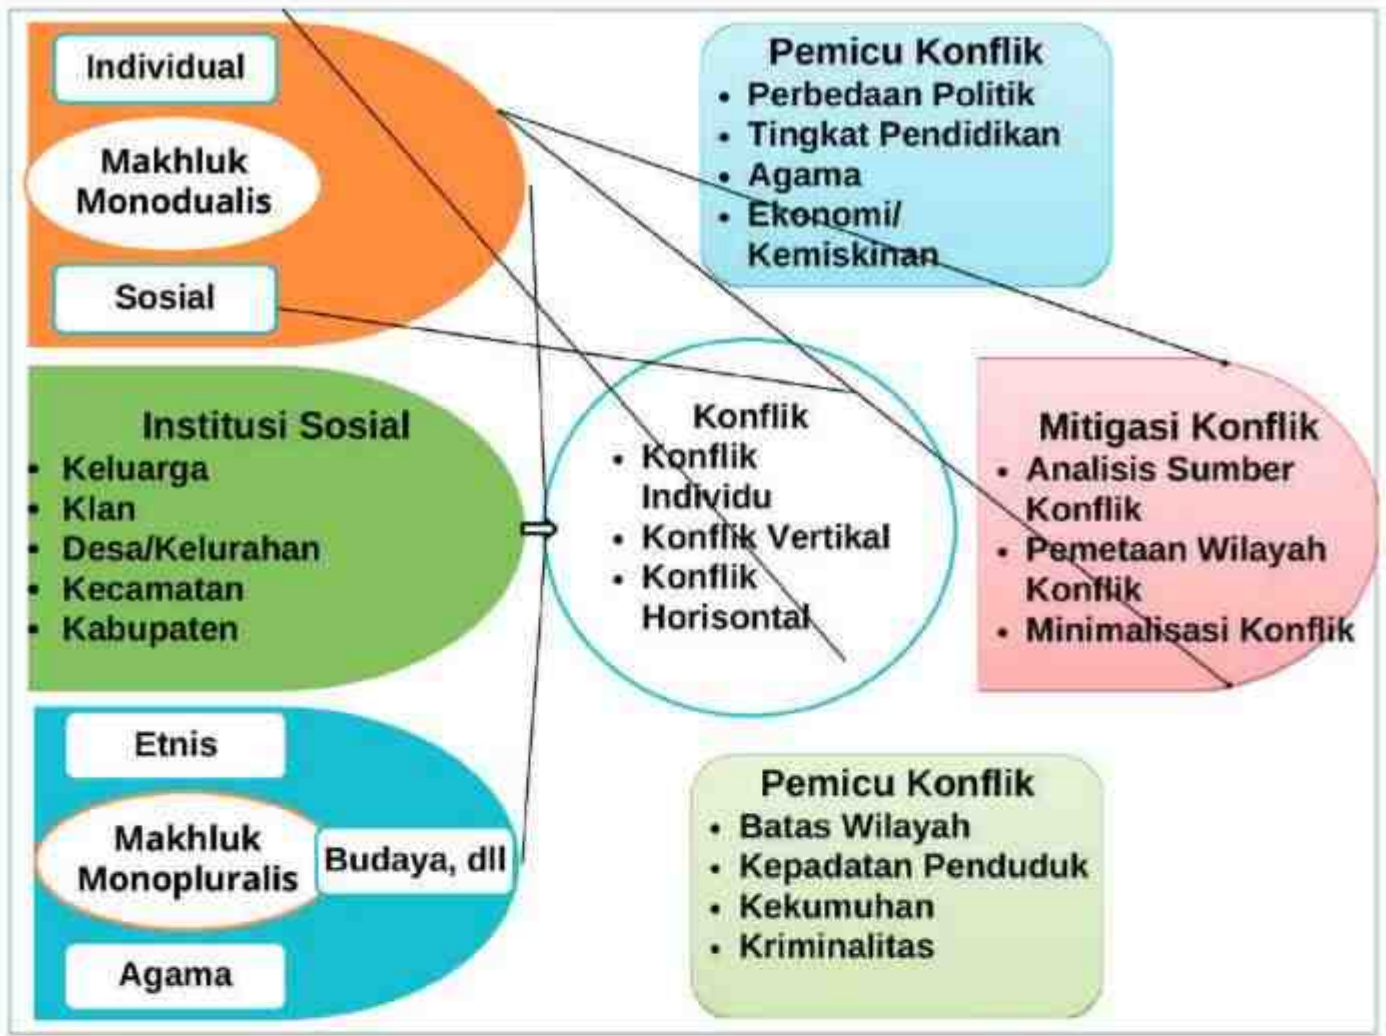 Individual
Makhluk
Monodualis
Sosial
Institusi Sosial
• Keluarga
• Klan
• Desa/Kelurahan
• Kecamatan
• Kabupaten
Etnis
Makhluk
Monopluralis
Budaya, dll
Agama
Pemicu Konflik
• Perbedaan Politik
• Tingkat Pendidikan
• Agama
• Ekonomi/
Kemiskinan
Konflik
• Konflik
Individu
• Konflik Vertikal
• Konflik
Horisontal
Pemicu Konflik
• Batas Wilayah
• Kepadatan Penduduk
• Kekumuhan
• Kriminalitas
Mitigasi Konflik
• Analisis Sumber
Konflik
• Pemetaan Wilayah
Konflik
• Minimalisasi Konflik